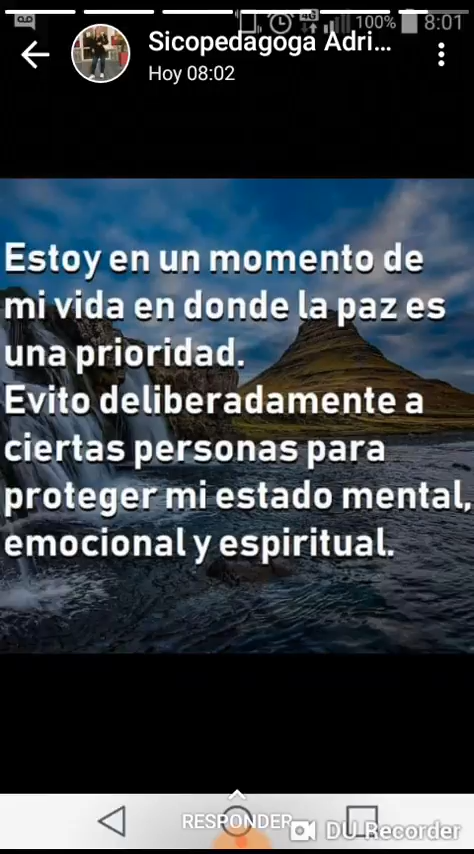 4G
100%
8:01
Sicopedagoga Adri...
Hoy 08:02
Estoy en un momento de
mi vida en donde la paz es
una prioridad.
Evito deliberadamente a
ciertas personas para
proteger mi estado mental,
emocional y espiritual.
RESPONDER
DU Recorder